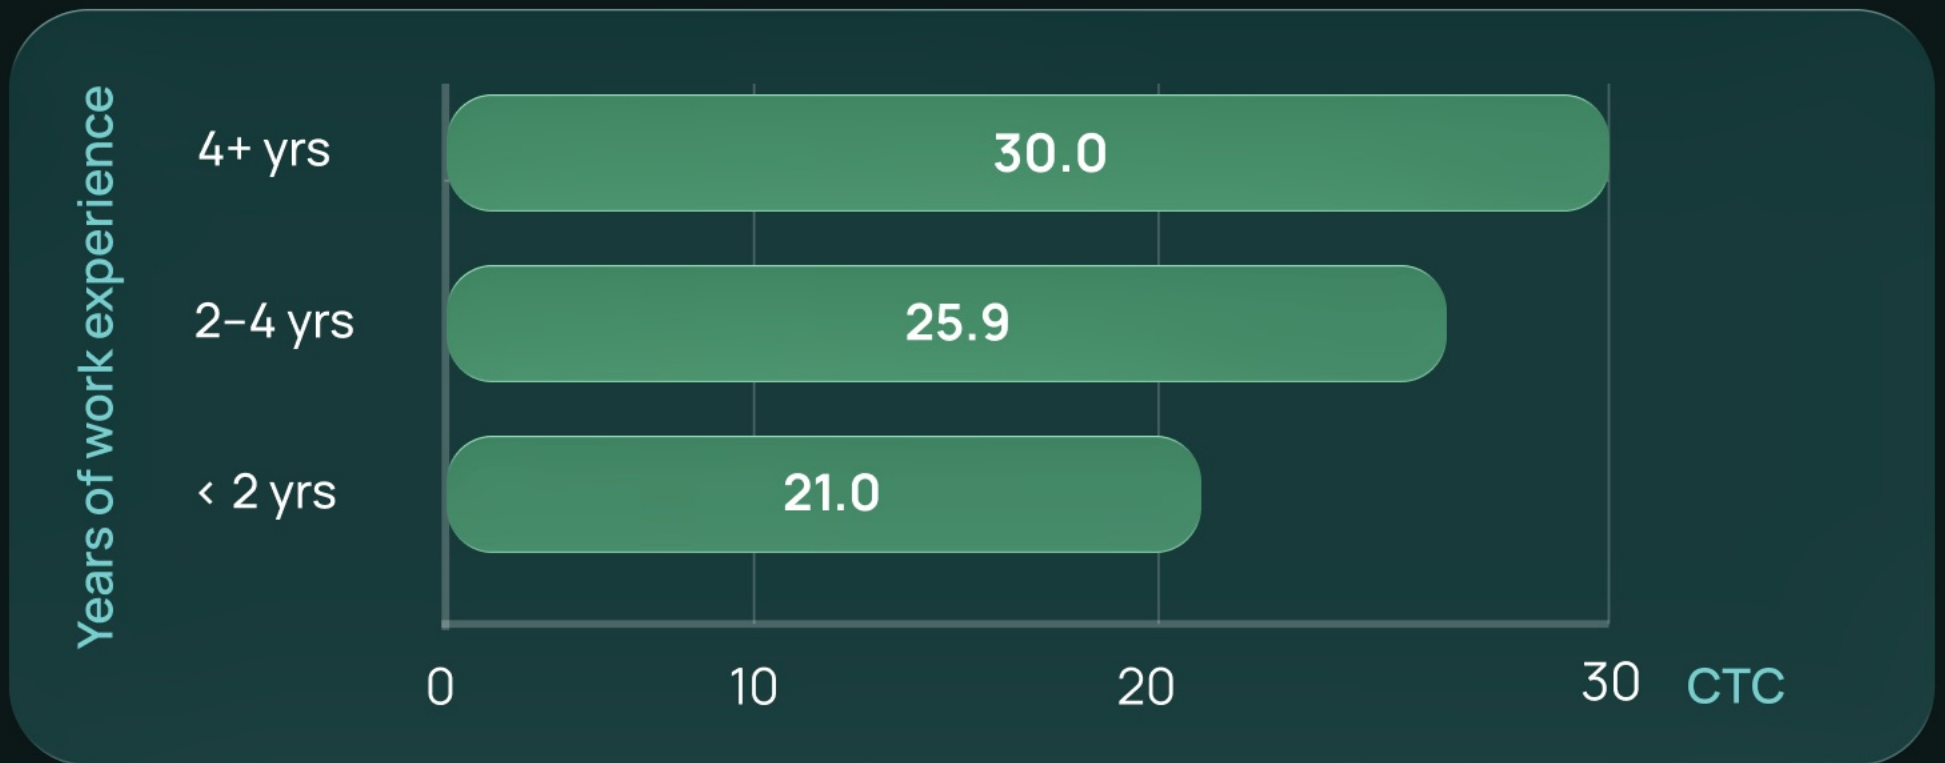 Years of work experience
4+ yrs
30.0
2–4 yrs
25.9
< 2 yrs
21.0
0
10
20
30
CTC